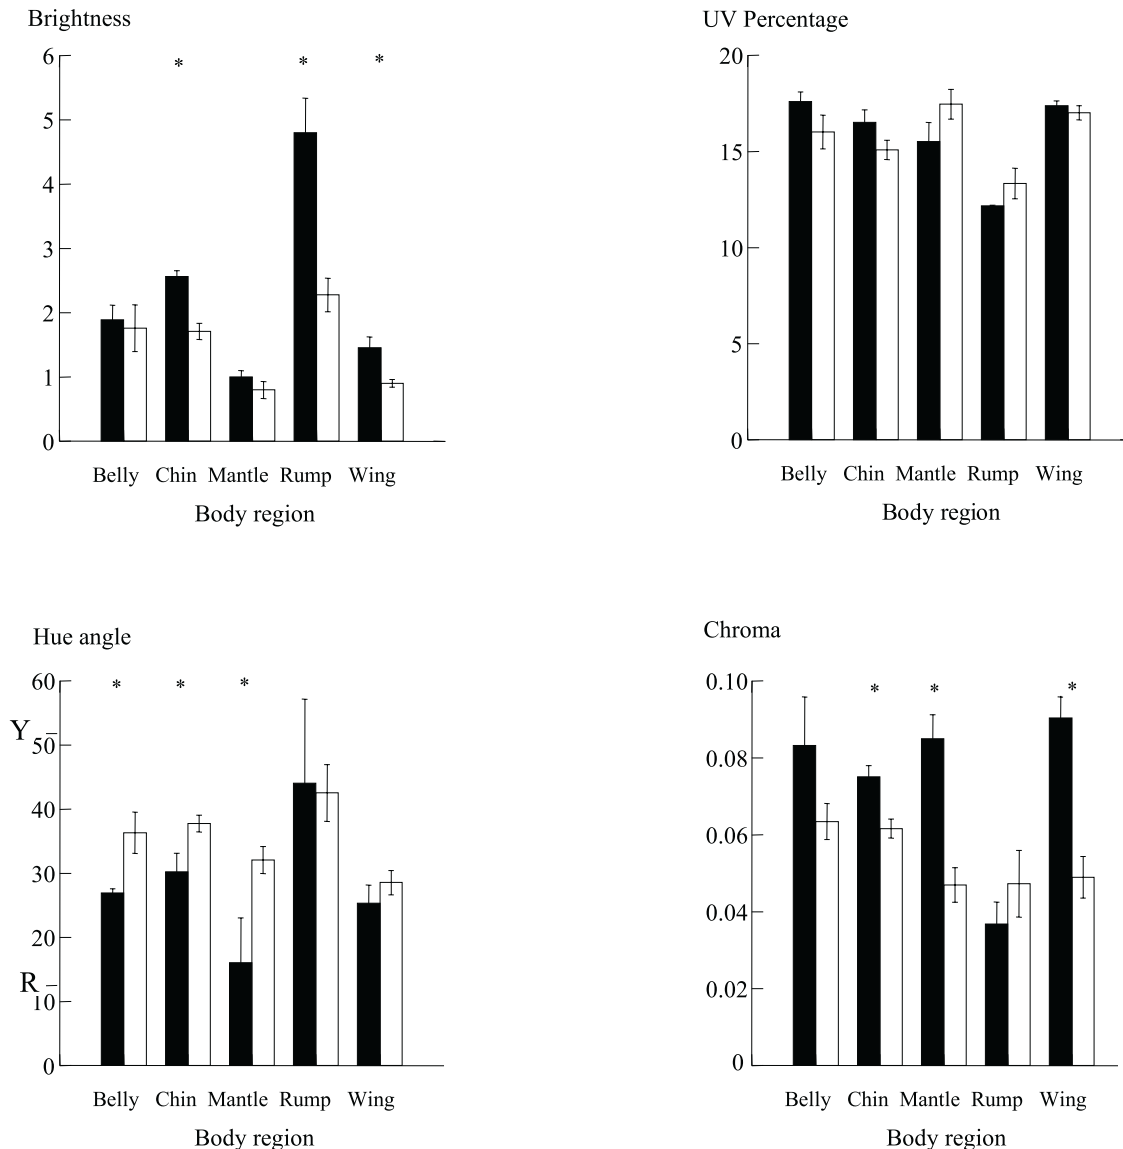 Brightness
6
5
4
3
2
1
0
* * *
Belly Chin Mantle Rump Wing
Body region
UV Percentage
20
15
10
5
0
Belly Chin Mantle Rump Wing
Body region
Hue angle
60
50
40
30
20
10
0
Y
R
* * *
Belly Chin Mantle Rump Wing
Body region
Chroma
0.10
0.08
0.06
0.04
0.02
0
* * *
Belly Chin Mantle Rump Wing
Body region